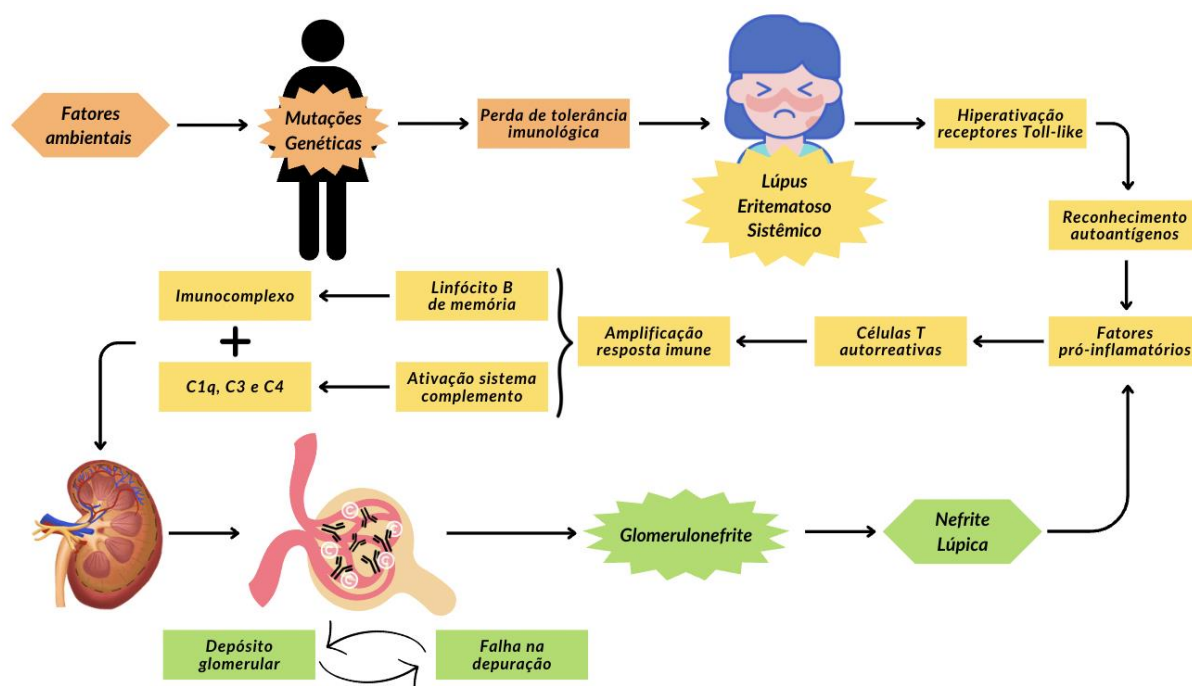 Fatores
ambientais
Mutações
Genéticas
Perda de tolerância
imunológica
Lúpus
Eritematoso
Sistêmico
Hiperativação
receptores Toll-like
Reconhecimento
autoantígenos
Fatores
pró-inflamatórios
Células T
autorreativas
Amplificação
resposta imune
Linfócito B
de memória
Imunocomplexo
+
Ativação sistema
complemento
C1q, C3 e C4
C
C
C
C
C
Glomerulonefrite
Nefrite
Lúpica
Depósito
glomerular
Falha na
depuração